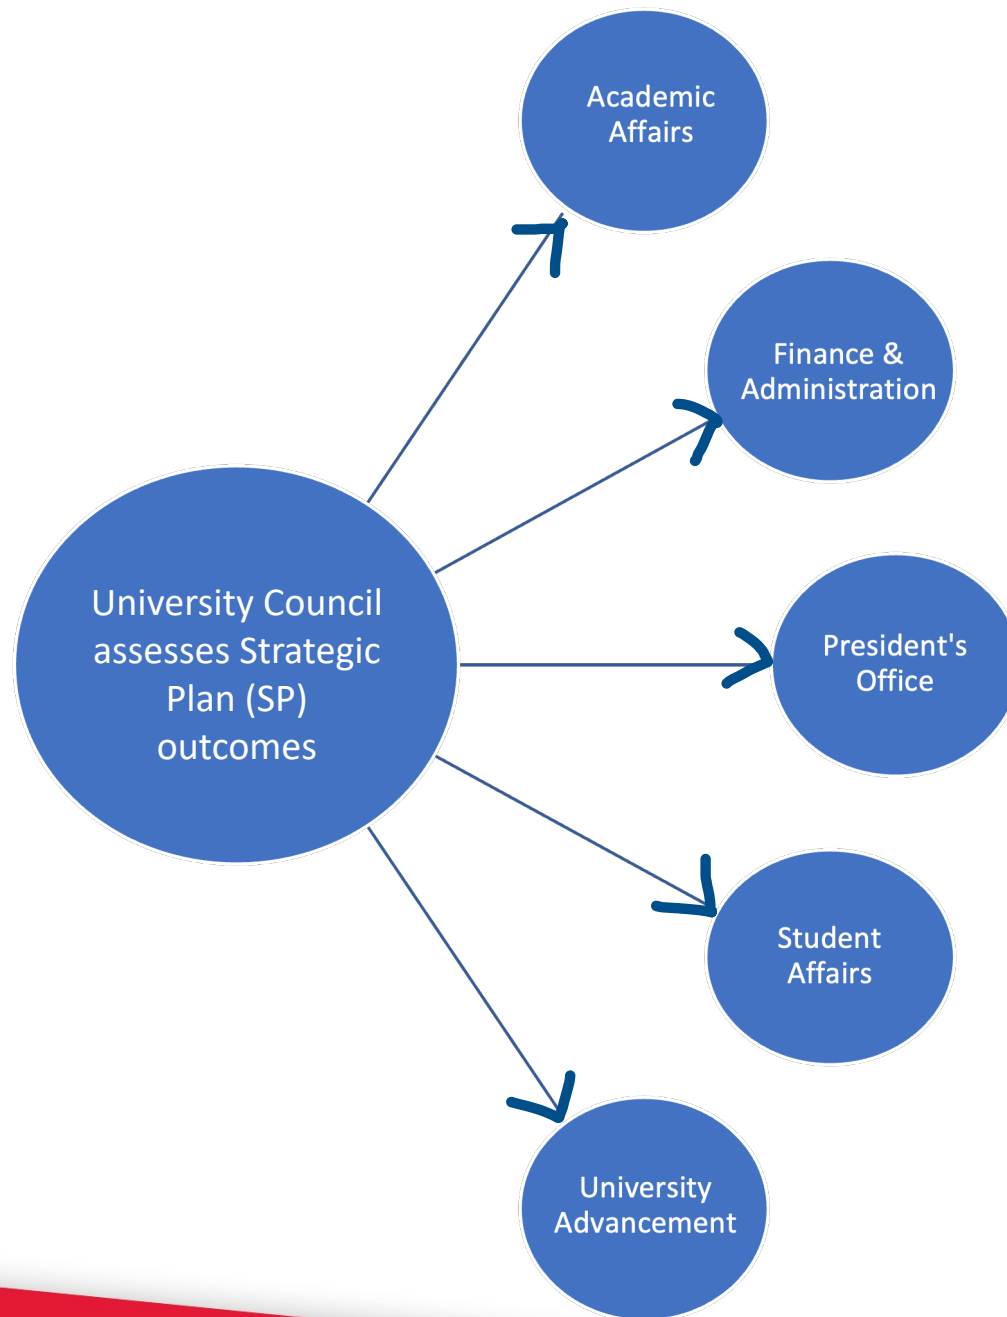 Academic
Affairs
Finance &
Administration
University Council
assesses Strategic
Plan (SP)
outcomes
President's
Office
Student
Affairs
University
Advancement